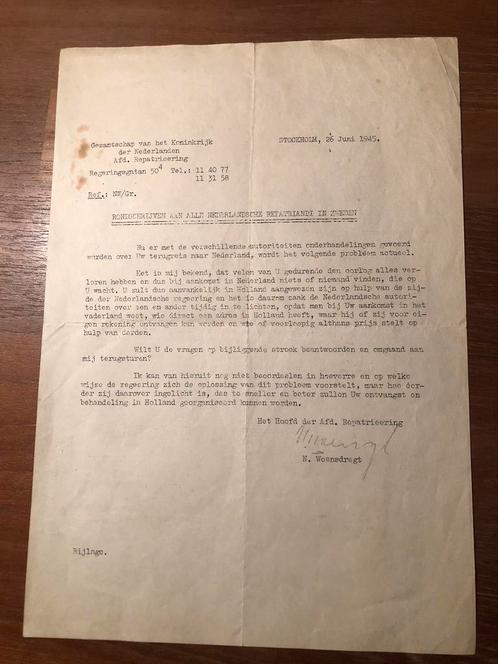 Gezantschap van het Koninkrijk
der Nederlanden
Afd. Repatrieering
Regeringsgatan 50⁴ Tel.: 11 40 77
11 31 58
STOCKHOLM, 26 Juni 1945.
Ref.: NW/Gr.
RONDSCHRIJVEN AAN ALLE NEDERLANDSCHE REPATRIANDI IN ZWEDEN
Nu er met de verschillende autoriteiten onderhandelingen gevoerd
worden over Uw terugreis naar Nederland, wordt het volgende probleem actueel.
Het is mij bekend, dat velen van U gedurende den oorlog alles ver-
loren hebben en dus bij aankomst in Nederland niets of niemand vinden, die op
U wacht. U zult dus aanvankelijk in Holland aangewezen zijn op hulp van de zij-
de der Nederlandsche regeering en het is daarom zaak de Nederlandsche autori-
teiten over een en ander tijdig in te lichten, opdat men bij Uw aankomst in het
vaderland weet, wie direct een adres in Holland heeft, waar hij of zij voor ei-
gen rekening ontvangen kan worden en wie of voorloopig althans prijs stelt op
hulp van derden.
Wilt U de vragen op bijliggende strook beantwoorden en omgaand aan
mij terugsturen?
Ik kan van hieruit nog niet beoordeelen in hoeverre en op welke
wijze de regeering zich de oplossing van dit probleem voorstelt, maar hoe eer-
der zij daarover ingelicht is, des te sneller en beter zullen Uw ontvangst en
behandeling in Holland georganiseerd kunnen worden.
Het Hoofd der Afd. Repatrieering
N. Woensdregt
Bijlage.